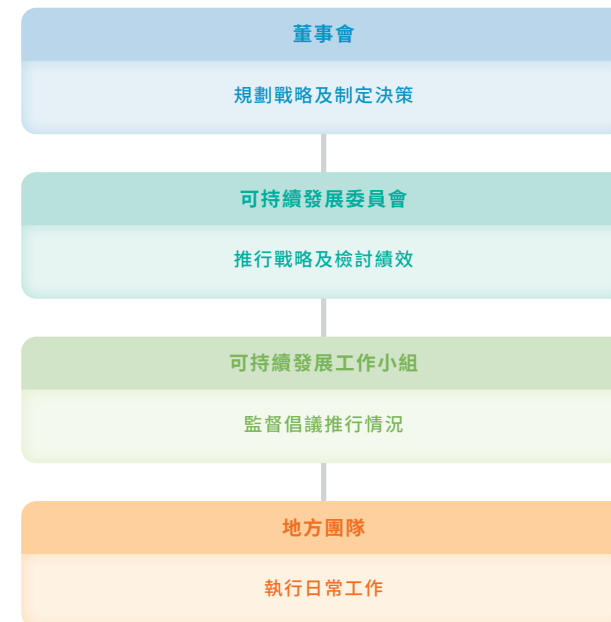 董事會
規劃戰略及制定決策
可持續發展委員會
推行戰略及檢討績效
可持續發展工作小組
監督倡議推行情況
地方團隊
執行日常工作